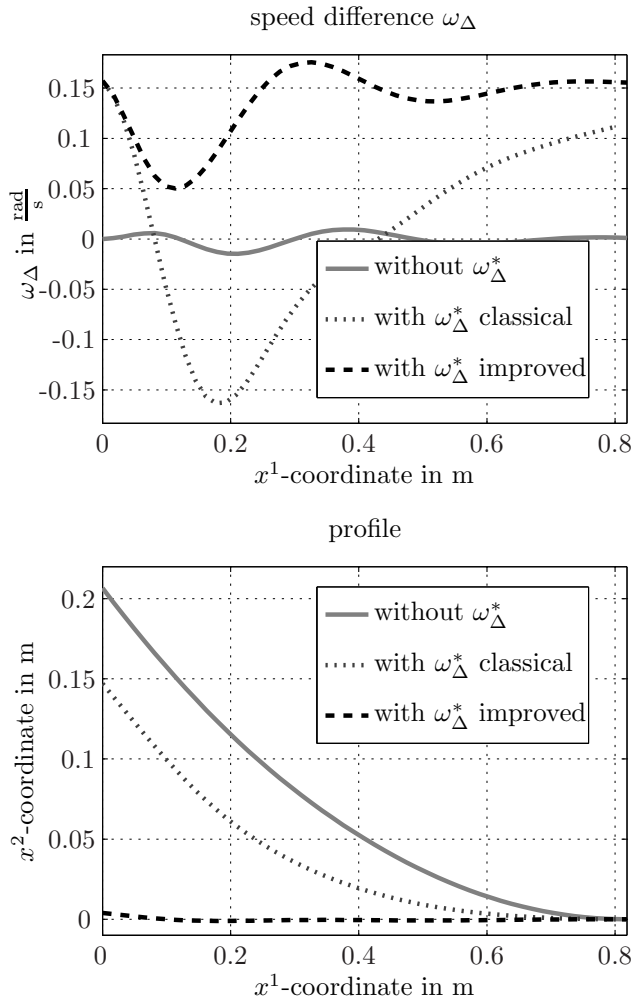 speed difference ω_Δ
0.15
0.1
0.05
0
-0.05
-0.1
-0.15
ω_Δ in rad/s
without ω*_Δ
with ω*_Δ classical
with ω*_Δ improved
0 0.2 0.4 0.6 0.8
x¹-coordinate in m
profile
0.2
0.15
0.1
0.05
0
x²-coordinate in m
without ω*_Δ
with ω*_Δ classical
with ω*_Δ improved
0 0.2 0.4 0.6 0.8
x¹-coordinate in m